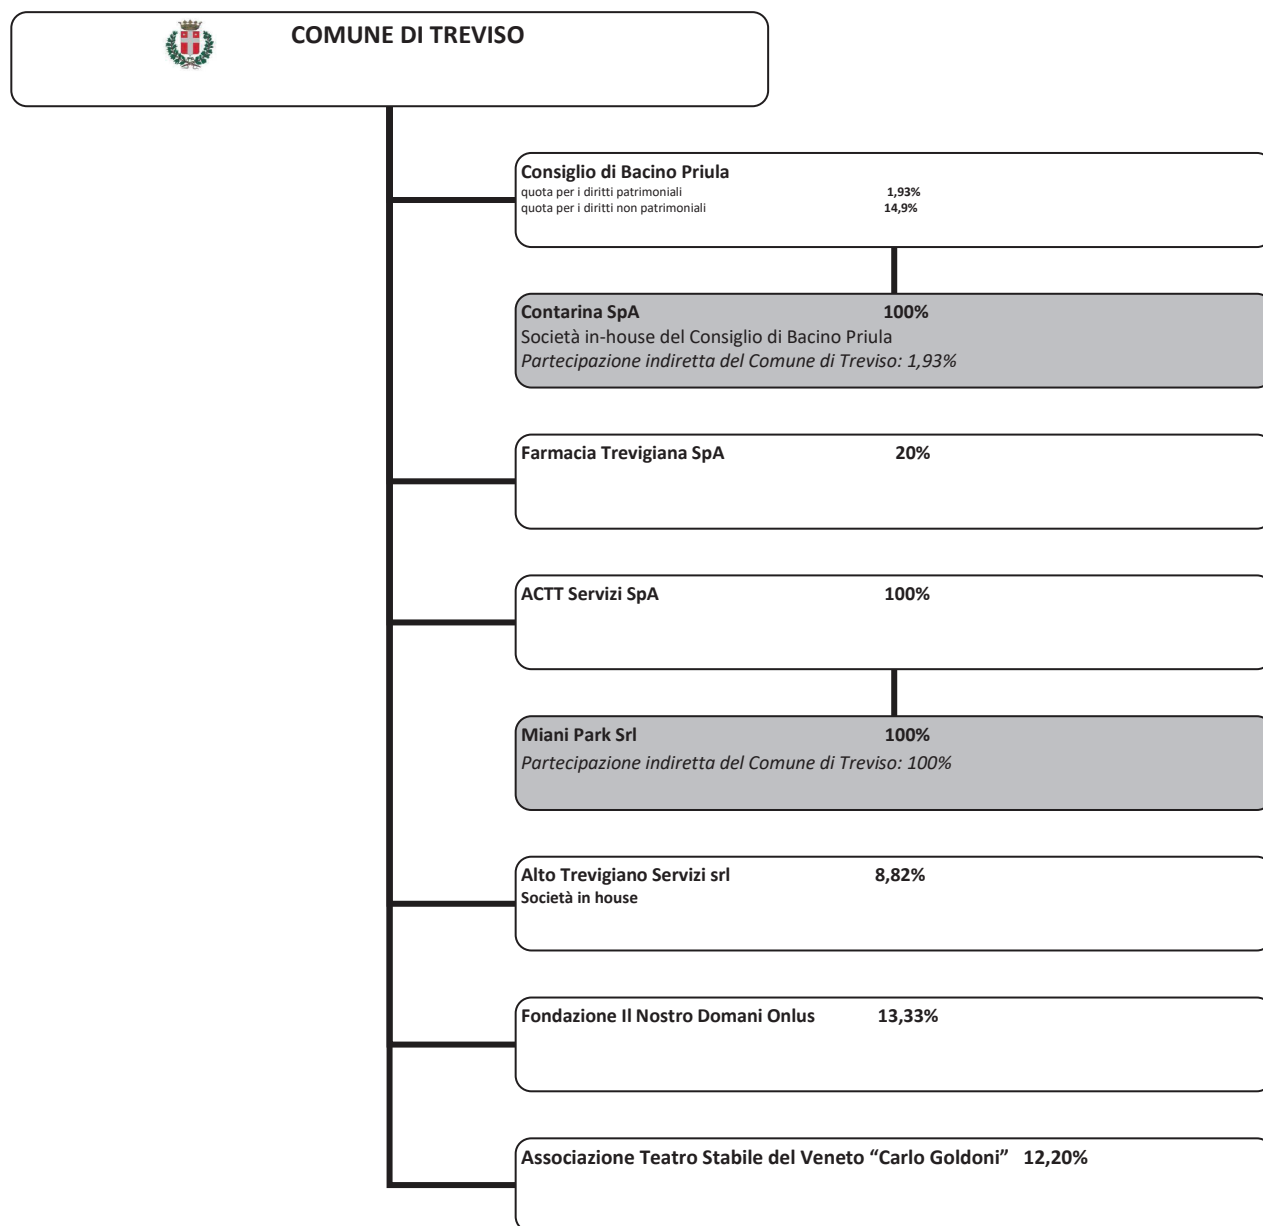 COMUNE DI TREVISO
Consiglio di Bacino Priula
quota per i diritti patrimoniali 1,93%
quota per i diritti non patrimoniali 14,9%
Contarina SpA 100%
Società in-house del Consiglio di Bacino Priula
Partecipazione indiretta del Comune di Treviso: 1,93%
Farmacia Trevigiana SpA 20%
ACTT Servizi SpA 100%
Miani Park Srl 100%
Partecipazione indiretta del Comune di Treviso: 100%
Alto Trevigiano Servizi srl 8,82%
Società in house
Fondazione Il Nostro Domani Onlus 13,33%
Associazione Teatro Stabile del Veneto “Carlo Goldoni” 12,20%